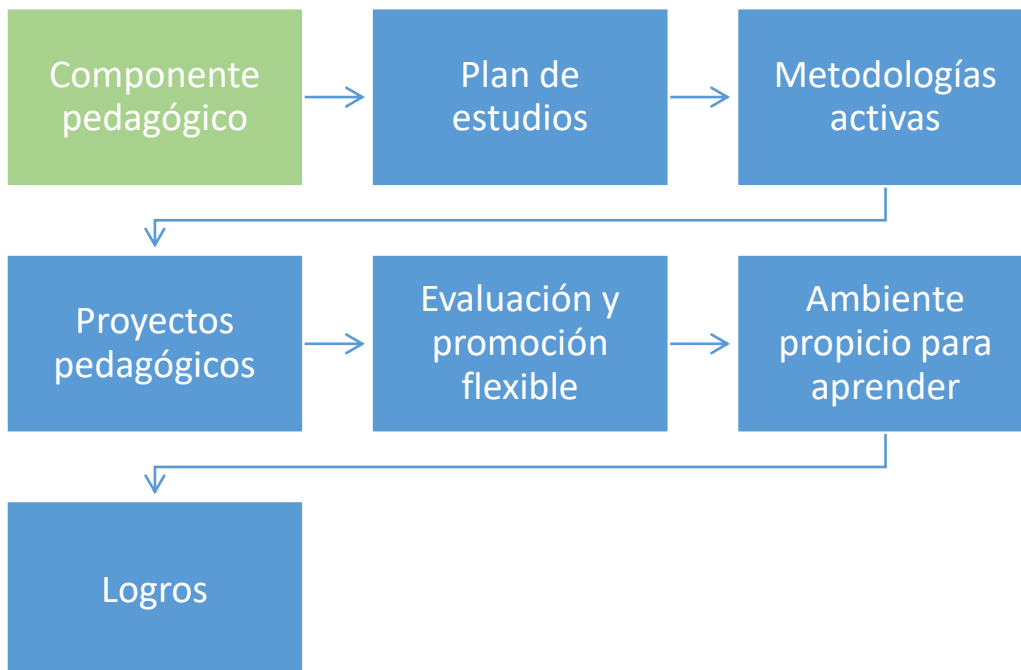 Componente
pedagógico
Plan de
estudios
Metodologías
activas
Proyectos
pedagógicos
Evaluación y
promoción
flexible
Ambiente
propicio para
aprender
Logros